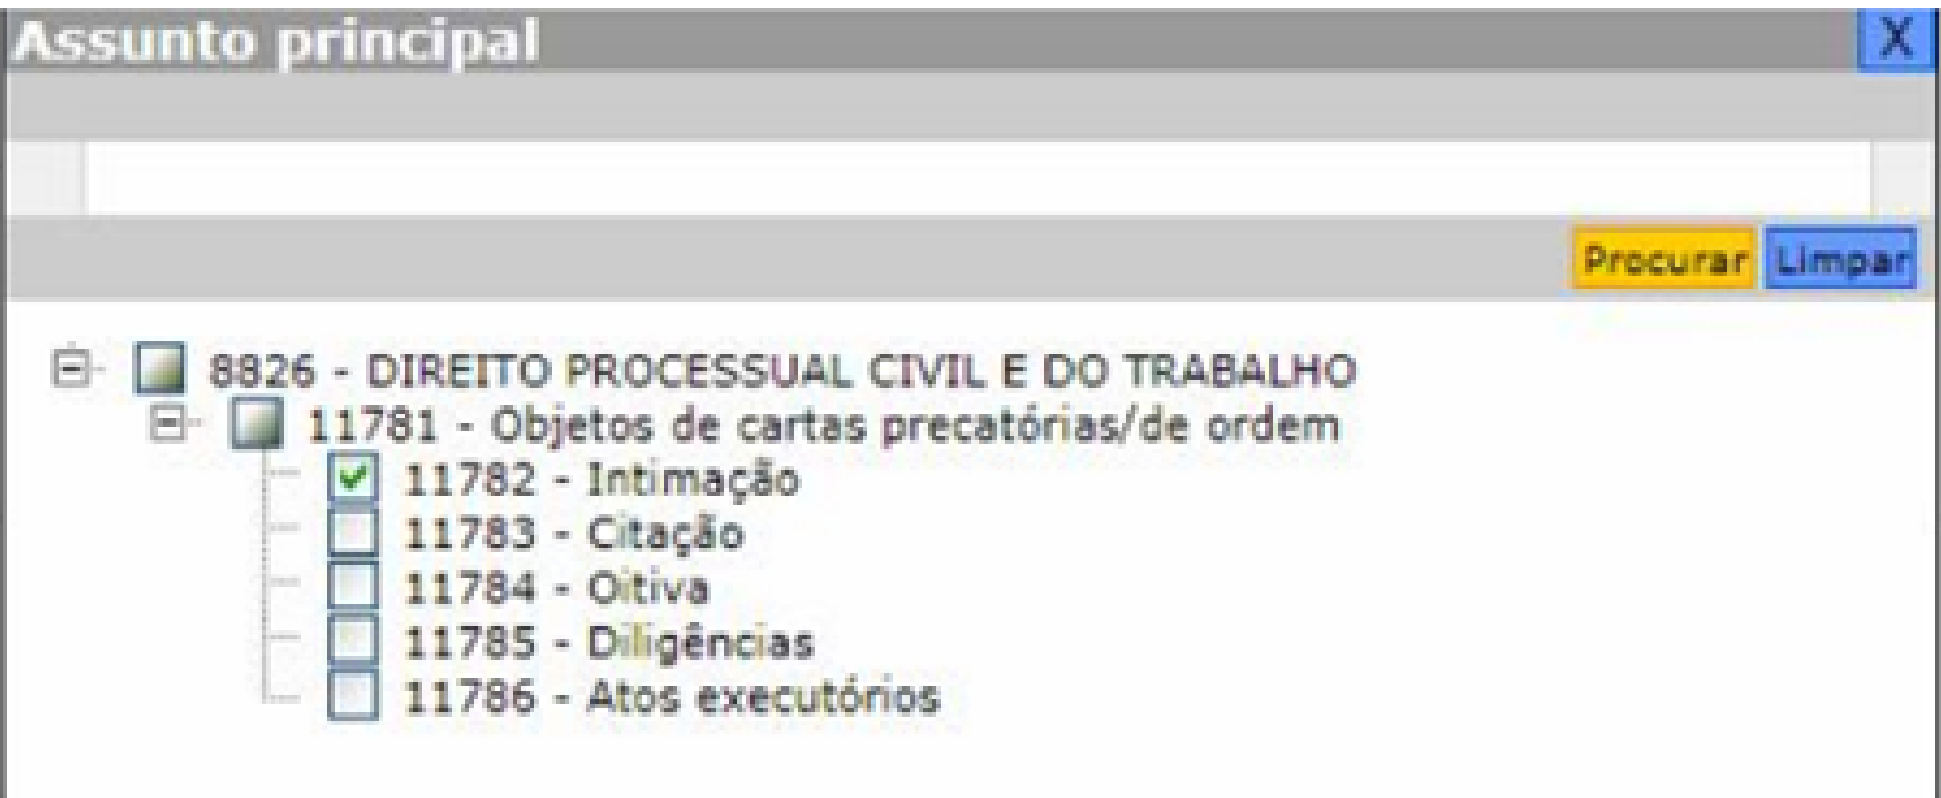 Assunto principal
X
Procurar Limpar
8826 - DIREITO PROCESSUAL CIVIL E DO TRABALHO
11781 - Objetos de cartas precatórias/de ordem
11782 - Intimação
11783 - Citação
11784 - Oitiva
11785 - Diligências
11786 - Atos executórios